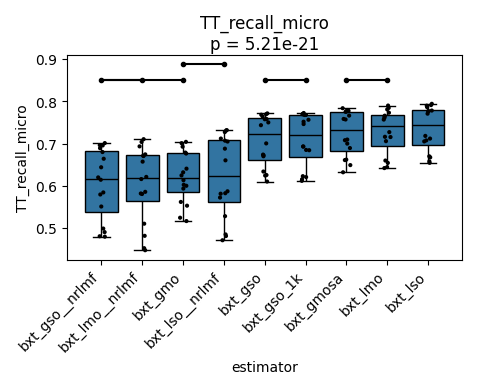 TT_recall_micro
p = 5.21e-21
TT_recall_micro
0.9
0.8
0.7
0.6
0.5
bxt_gso__nrlmf
bxt_lmo__nrlmf
bxt_gmo
bxt_lso__nrlmf
bxt_gso
bxt_gso_1k
bxt_gmosa
bxt_lmo
bxt_lso
estimator